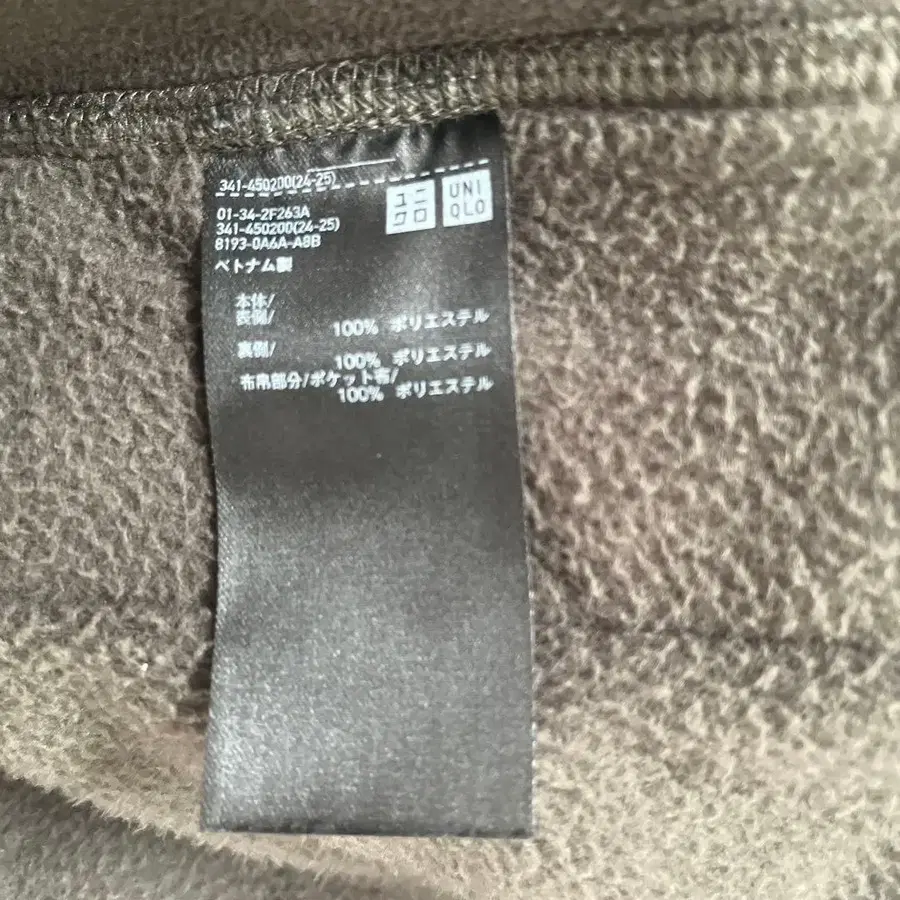 341-450200(24-25)
ユニ
クロ
UNI
QLO
01-34-2F263A
341-450200(24-25)
8193-0A6A-A8B
ベトナム製
本体/
表側/
100% ポリエステル
裏側/
100% ポリエステル
布帛部分/ポケット布/
100% ポリエステル